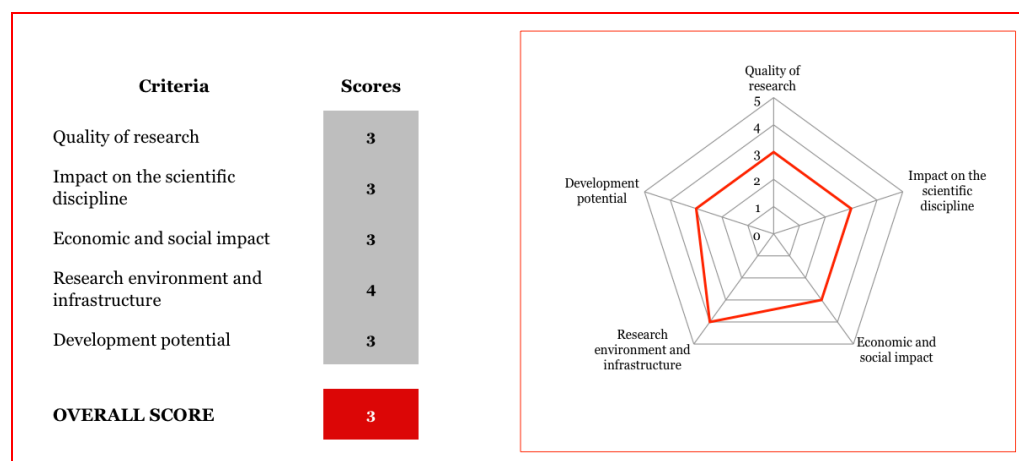 Criteria Scores
Quality of research 3
Impact on the scientific
discipline 3
Economic and social impact 3
Research environment and
infrastructure 4
Development potential 3
OVERALL SCORE 3
Quality of
research
5
4
3
2
1
0
Impact on the
scientific
discipline
Economic and
social impact
Research
environment and
infrastructure
Development
potential